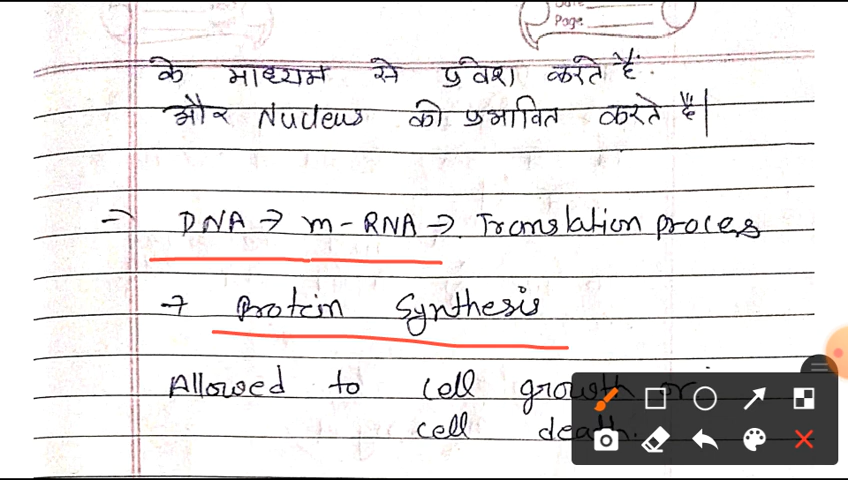 Page
के माध्यम से प्रवेश करते हैं.
और Nucleus को प्रभावित करते है|
⇒ DNA → m-RNA → Translation process
→ Protein Synthesis
Allowed to cell growth or
cell death.